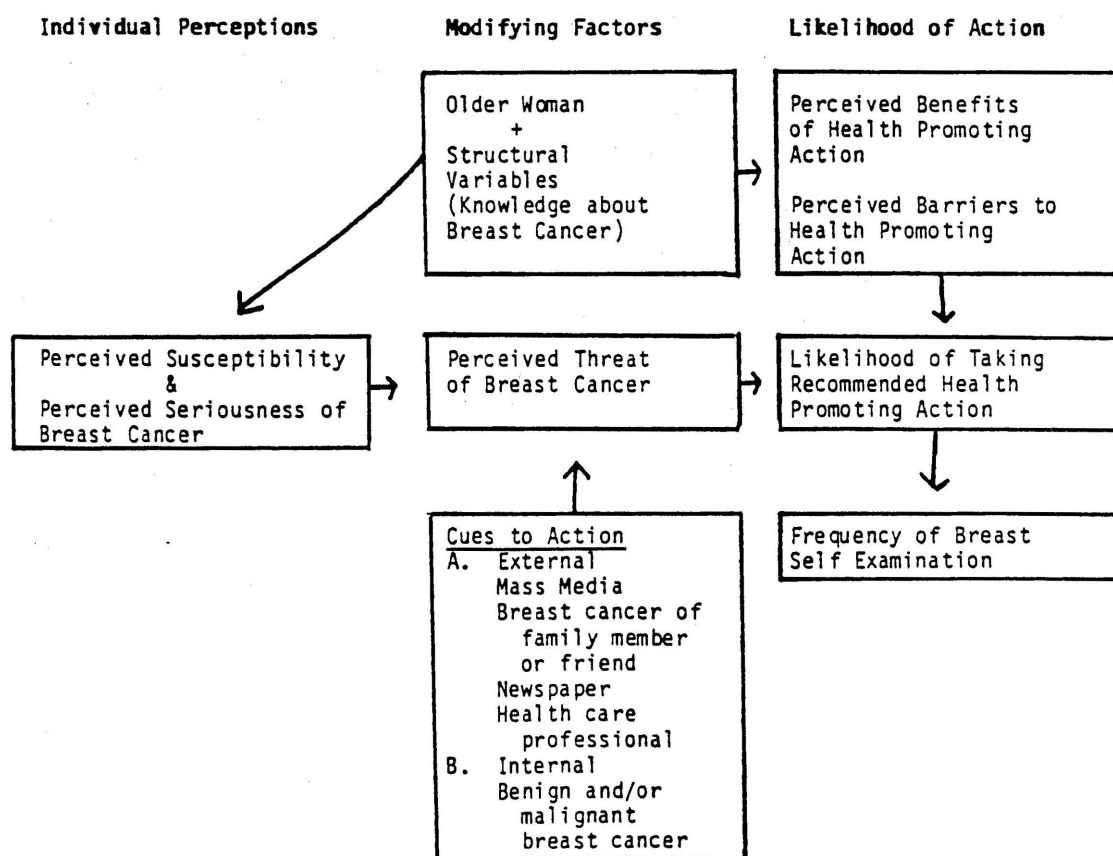 Individual Perceptions
Modifying Factors
Likelihood of Action
Older Woman
+
Structural
Variables
(Knowledge about
Breast Cancer)
Perceived Benefits
of Health Promoting
Action
Perceived Barriers to
Health Promoting
Action
Perceived Susceptibility
&
Perceived Seriousness of
Breast Cancer
Perceived Threat
of Breast Cancer
Likelihood of Taking
Recommended Health
Promoting Action
Cues to Action
A. External
Mass Media
Breast cancer of
family member
or friend
Newspaper
Health care
professional
B. Internal
Benign and/or
malignant
breast cancer
Frequency of Breast
Self Examination